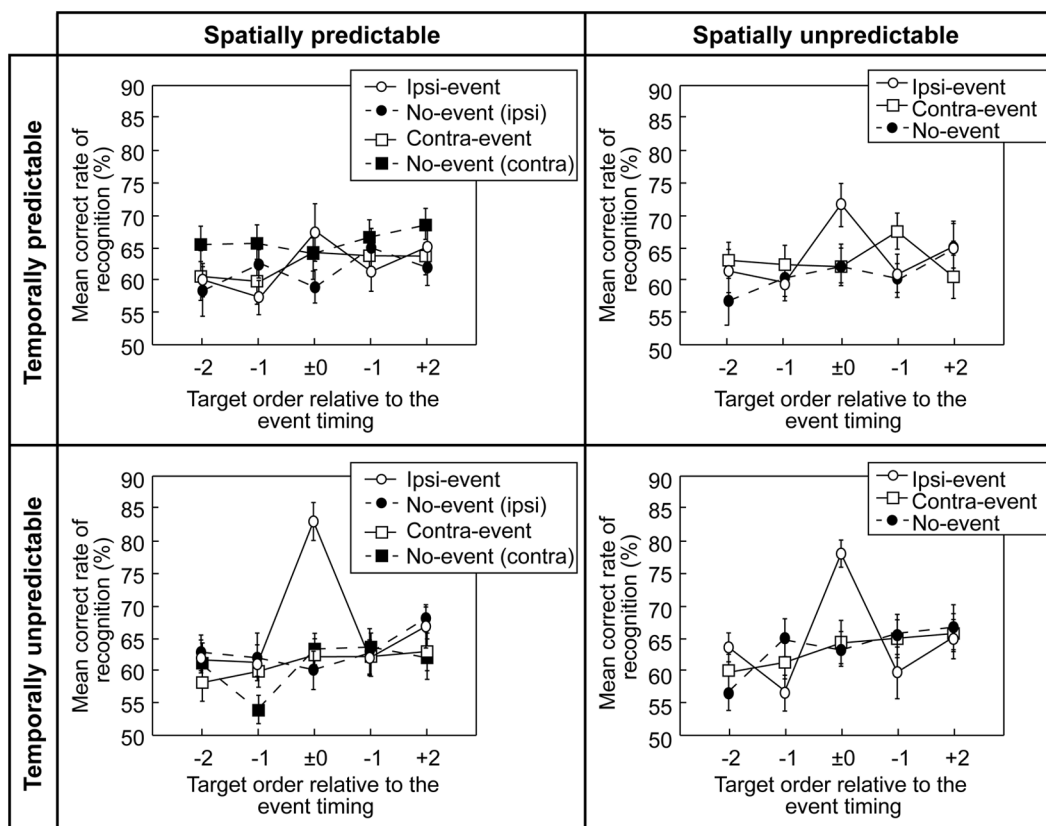 Spatially predictable
Spatially unpredictable
Temporally predictable
Mean correct rate of
recognition (%)
90
85
80
75
70
65
60
55
50
Ipsi-event
No-event (ipsi)
Contra-event
No-event (contra)
-2 -1 ±0 -1 +2
Target order relative to the
event timing
Mean correct rate of
recognition (%)
90
85
80
75
70
65
60
55
50
Ipsi-event
Contra-event
No-event
-2 -1 ±0 -1 +2
Target order relative to the
event timing
Temporally unpredictable
Mean correct rate of
recognition (%)
90
85
80
75
70
65
60
55
50
Ipsi-event
No-event (ipsi)
Contra-event
No-event (contra)
-2 -1 ±0 -1 +2
Target order relative to the
event timing
Mean correct rate of
recognition (%)
90
85
80
75
70
65
60
55
50
Ipsi-event
Contra-event
No-event
-2 -1 ±0 -1 +2
Target order relative to the
event timing